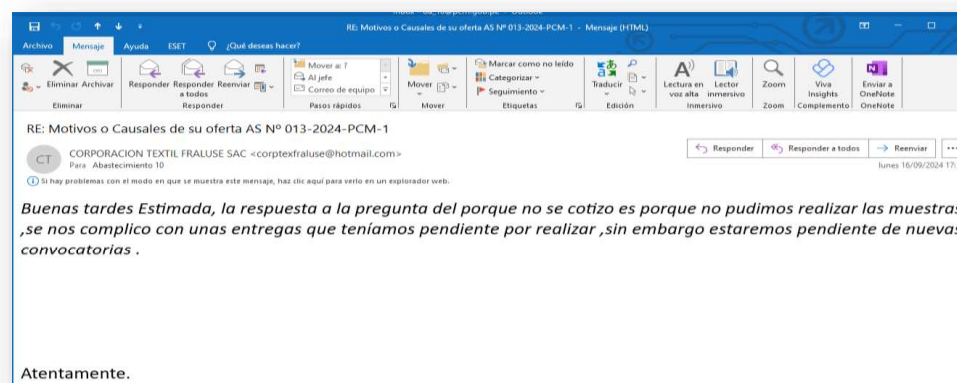 RE: Motivos o Causales de su oferta AS Nº 013-2024-PCM-1 - Mensaje (HTML)
Archivo Mensaje Ayuda ESET ¿Qué deseas hacer?
Eliminar Archivar
Responder Responder a todos Reenviar
Mover a: ?
Al jefe
Correo de equipo
Mover
Marcar como no leído
Categorizar
Seguimiento
Traducir
Lectura en voz alta
Lector inmersivo
Zoom
Viva Insights
Enviar a OneNote
Eliminar Responder Pasos rápidos Mover Etiquetas Edición Inmersivo Zoom Complemento OneNote
RE: Motivos o Causales de su oferta AS Nº 013-2024-PCM-1
CT
CORPORACION TEXTIL FRALUSE SAC <corptexfraluse@hotmail.com>
Para Abastecimiento 10
Responder Responder a todos Reenviar
lunes 16/09/2024 17:
Si hay problemas con el modo en que se muestra este mensaje, haz clic aquí para verlo en un explorador web.
Buenas tardes Estimada, la respuesta a la pregunta del porque no se cotizo es porque no pudimos realizar las muestras
,se nos complico con unas entregas que teníamos pendiente por realizar ,sin embargo estaremos pendiente de nuevas
convocatorias .
Atentamente.